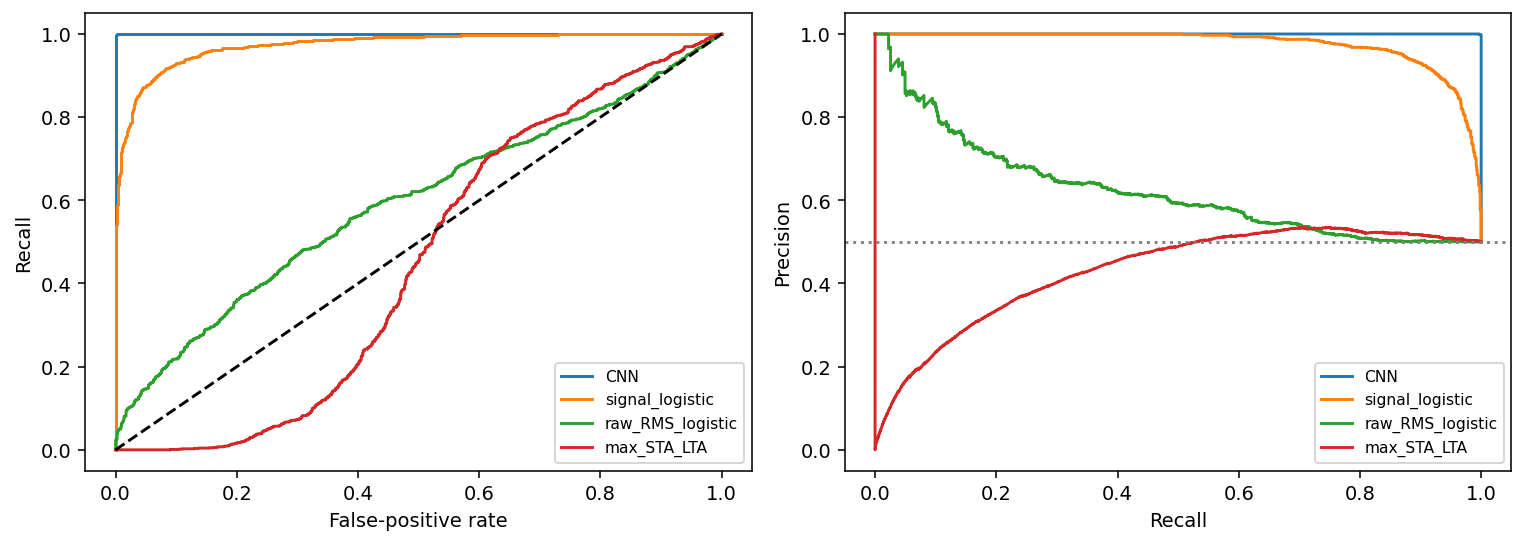 Recall
1.0
0.8
0.6
0.4
0.2
0.0
0.0 0.2 0.4 0.6 0.8 1.0
False-positive rate
CNN
signal_logistic
raw_RMS_logistic
max_STA_LTA
Precision
1.0
0.8
0.6
0.4
0.2
0.0
0.0 0.2 0.4 0.6 0.8 1.0
Recall
CNN
signal_logistic
raw_RMS_logistic
max_STA_LTA